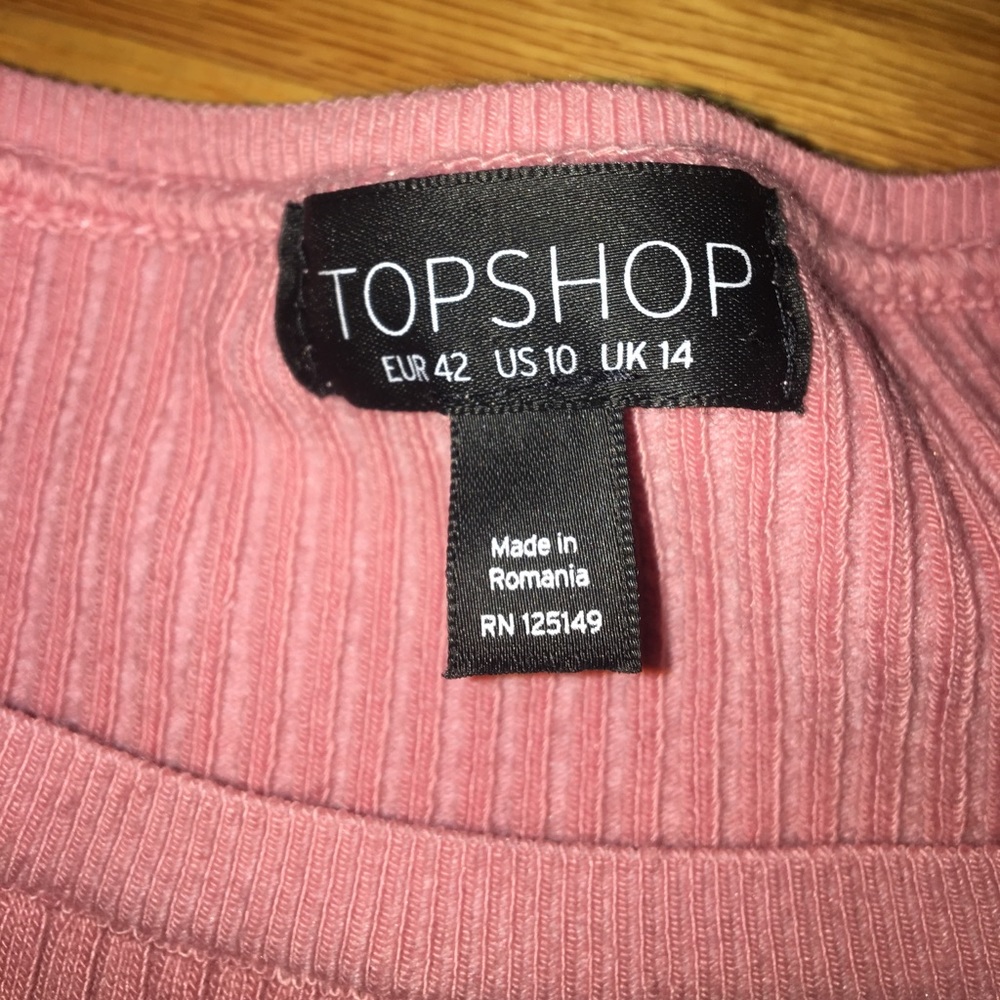 TOPSHOP
EUR 42 US 10 UK 14
Made in
Romania
RN 125149